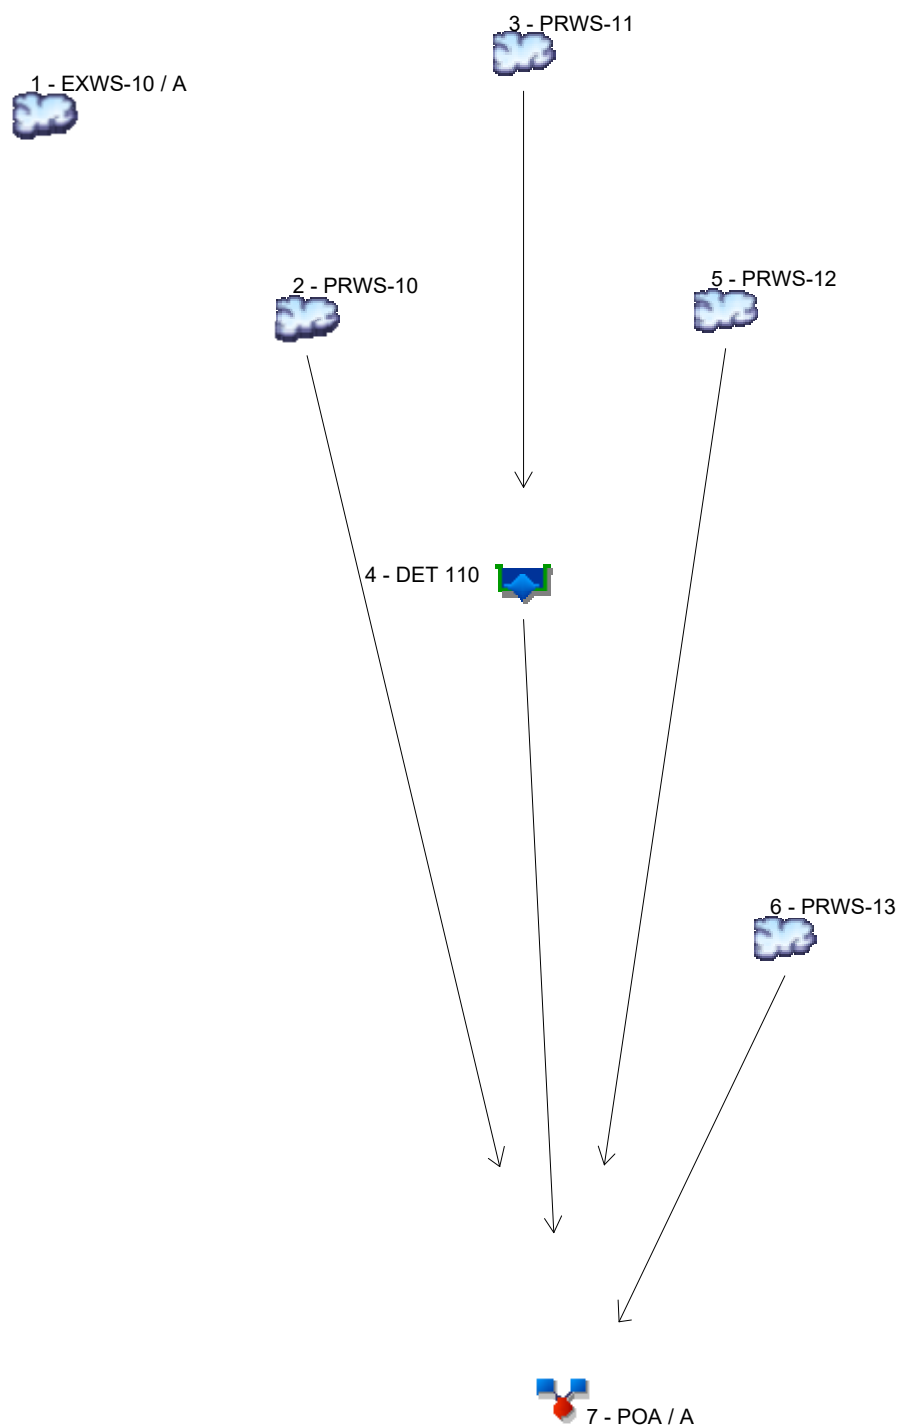 3 - PRWS-11
1 - EXWS-10 / A
5 - PRWS-12
2 - PRWS-10
4 - DET 110
6 - PRWS-13
7 - POA / A